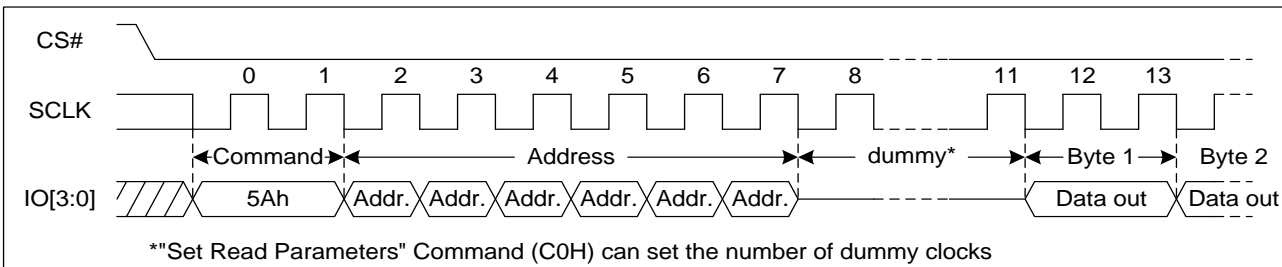 CS#
0 1 2 3 4 5 6 7 8 11 12 13
SCLK
Command Address dummy* Byte 1 Byte 2
IO[3:0] 5Ah Addr. Addr. Addr. Addr. Addr. Addr. Data out Data out
*"Set Read Parameters" Command (C0H) can set the number of dummy clocks